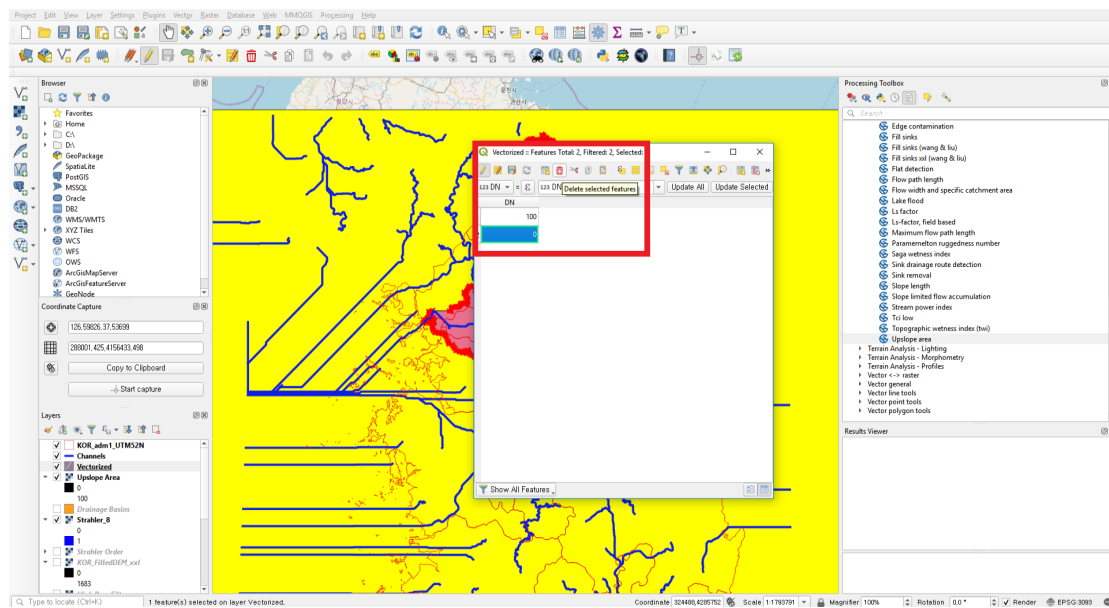 Project Edit View Layer Settings Plugins Vector Raster Database Web MMQGIS Processing Help
Browser
Favorites
Home
C:\
D:\
GeoPackage
SpatiaLite
PostGIS
MSSQL
Oracle
DB2
WMS/WMTS
XYZ Tiles
WCS
WFS
OWS
ArcGisMapServer
ArcGisFeatureServer
GeoNode
Coordinate Capture
126,59826,37,53699
288001,425,4156433,498
Copy to Clipboard
Start capture
Layers
KOR_adm1_UTM52N
Channels
Vectorized
Upslope Area
0
100
Drainage Basins
Strahler_8
0
1
Strahler Order
KOR_FilledDEM_xxl
0
1683
Vectorized :: Features Total: 2, Filtered: 2, Selected:
123 DN = ε 123 DN
Update All Update Selected
Delete selected features
DN
100
0
Show All Features
Processing Toolbox
Search
Edge contamination
Fill sinks
Fill sinks (wang & liu)
Fill sinks xxl (wang & liu)
Flat detection
Flow path length
Flow width and specific catchment area
Lake flood
Ls factor
Ls-factor, field based
Maximum flow path length
Paramemelton ruggedness number
Saga wetness index
Sink drainage route detection
Sink removal
Slope length
Slope limited flow accumulation
Stream power index
Tci low
Topographic wetness index (twi)
Upslope area
Terrain Analysis - Lighting
Terrain Analysis - Morphometry
Terrain Analysis - Profiles
Vector <-> raster
Vector general
Vector line tools
Vector point tools
Vector polygon tools
Results Viewer
Type to locate (Ctrl+K)
1 feature(s) selected on layer Vectorized,
Coordinate 324488,4285752 Scale 1:1793791 Magnifier 100% Rotation 0,0 ° Render EPSG:3093